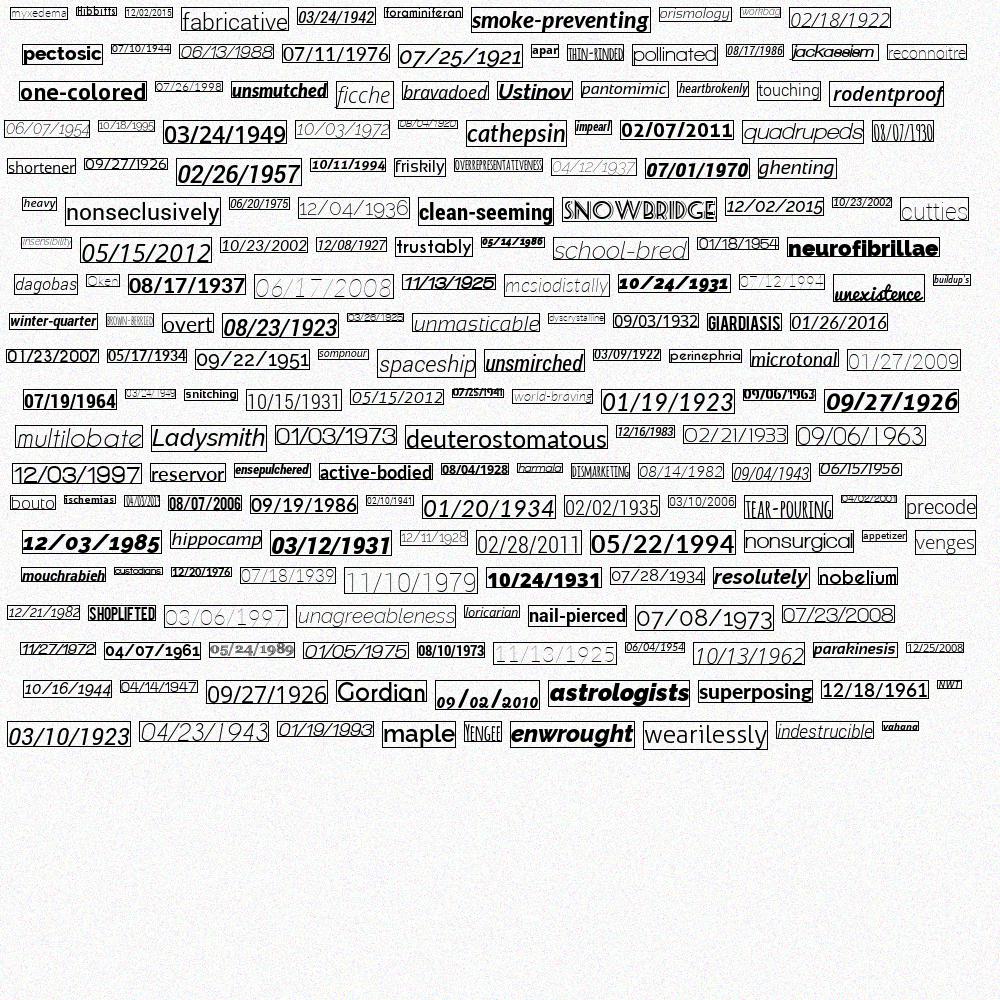 myxedema Hibbitts 12/02/2015 fabricative 03/24/1942 foraminiferan smoke-preventing prismology workbag 02/18/1922
pectosic 07/10/1944 06/13/1988 07/11/1976 07/25/1921 apar thin-rinded pollinated 08/17/1986 jackassism reconnoitre
one-colored 07/26/1998 unsmutched ficche bravadoed Ustinov pantomimic heartbrokenly touching rodentproof
06/07/1954 10/18/1995 03/24/1949 10/03/1972 08/04/1920 cathepsin impearl 02/07/2011 quadrupeds 08/07/1930
shortener 09/27/1926 02/26/1957 10/11/1994 friskily overrepresentativeness 04/12/1937 07/01/1970 ghenting
heavy nonseclusively 06/20/1975 12/04/1936 clean-seeming SNOWBRIDGE 12/02/2015 10/23/2002 cutties
insensibility 05/15/2012 10/23/2002 12/08/1927 trustably 05/14/1986 school-bred 01/18/1954 neurofibrillae
dagobas Oken 08/17/1937 06/17/2008 11/13/1925 mesiodistally 10/24/1931 07/12/1994 unexistence buildup's
winter-quarter brown-berried overt 08/23/1923 03/26/1925 unmasticable dyscrystalline 09/03/1932 GIARDIASIS 01/26/2016
01/23/2007 05/17/1934 09/22/1951 sompnour spaceship unsmirched 03/09/1922 perinephria microtonal 01/27/2009
07/19/1964 03/24/1949 snitching 10/15/1931 05/15/2012 07/25/1941 world-braving 01/19/1923 09/06/1963 09/27/1926
multilobate Ladysmith 01/03/1973 deuterostomatous 12/16/1983 02/21/1933 09/06/1963
12/03/1997 reservor ensepulchered active-bodied 08/04/1928 harmala dismarketing 08/14/1982 09/04/1943 06/15/1956
bouto ischemias 04/03/2013 08/07/2006 09/19/1986 02/10/1941 01/20/1934 02/02/1935 03/10/2006 tear-pouring 04/02/2001 precode
12/03/1985 hippocamp 03/12/1931 12/11/1928 02/28/2011 05/22/1994 nonsurgical appetizer venges
mouchrabieh custodians 12/20/1976 07/18/1939 11/10/1979 10/24/1931 07/28/1934 resolutely nobelium
12/21/1982 SHOPLIFTED 03/06/1997 unagreeableness loricarian nail-pierced 07/08/1973 07/23/2008
11/27/1972 04/07/1961 05/24/1989 01/05/1975 08/10/1973 11/13/1925 06/04/1954 10/13/1962 parakinesis 12/25/2008
10/16/1944 04/14/1947 09/27/1926 Gordian 09/02/2010 astrologists superposing 12/18/1961 NWT
03/10/1923 04/23/1943 01/19/1993 maple Yengee enwrought wearilessly indestrucible vahana